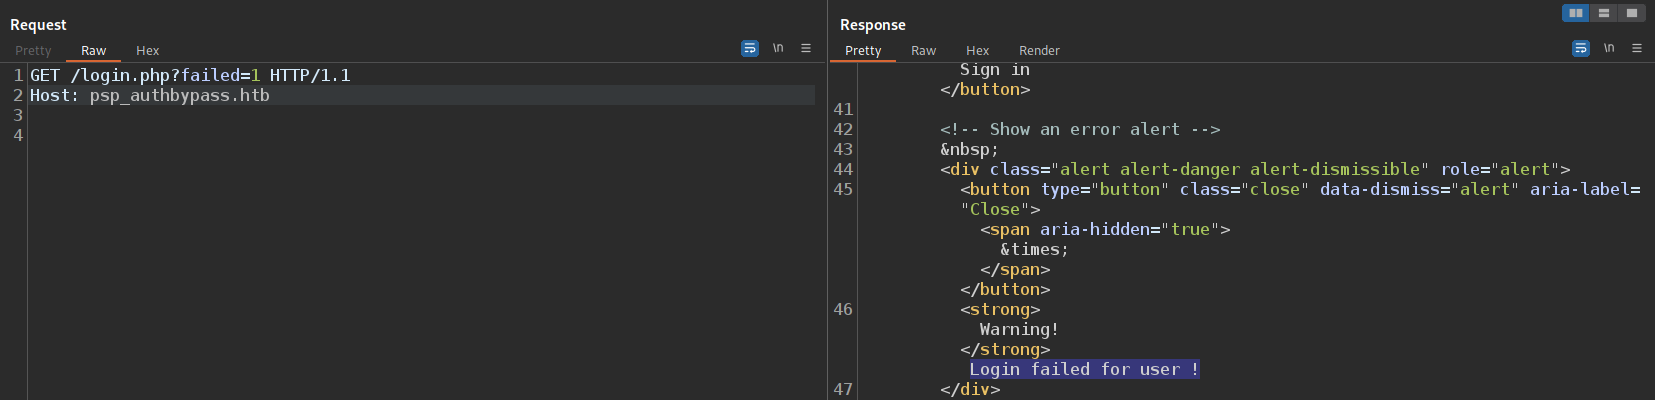 Request
Pretty Raw Hex \n
1 GET /login.php?failed=1 HTTP/1.1
2 Host: psp_authbypass.htb
3
4
Response
Pretty Raw Hex Render \n
Sign in
</button>
41
42 <!-- Show an error alert -->
43 &nbsp;
44 <div class="alert alert-danger alert-dismissible" role="alert">
45 <button type="button" class="close" data-dismiss="alert" aria-label=
"Close">
<span aria-hidden="true">
&times;
</span>
</button>
46 <strong>
Warning!
</strong>
Login failed for user !
47 </div>